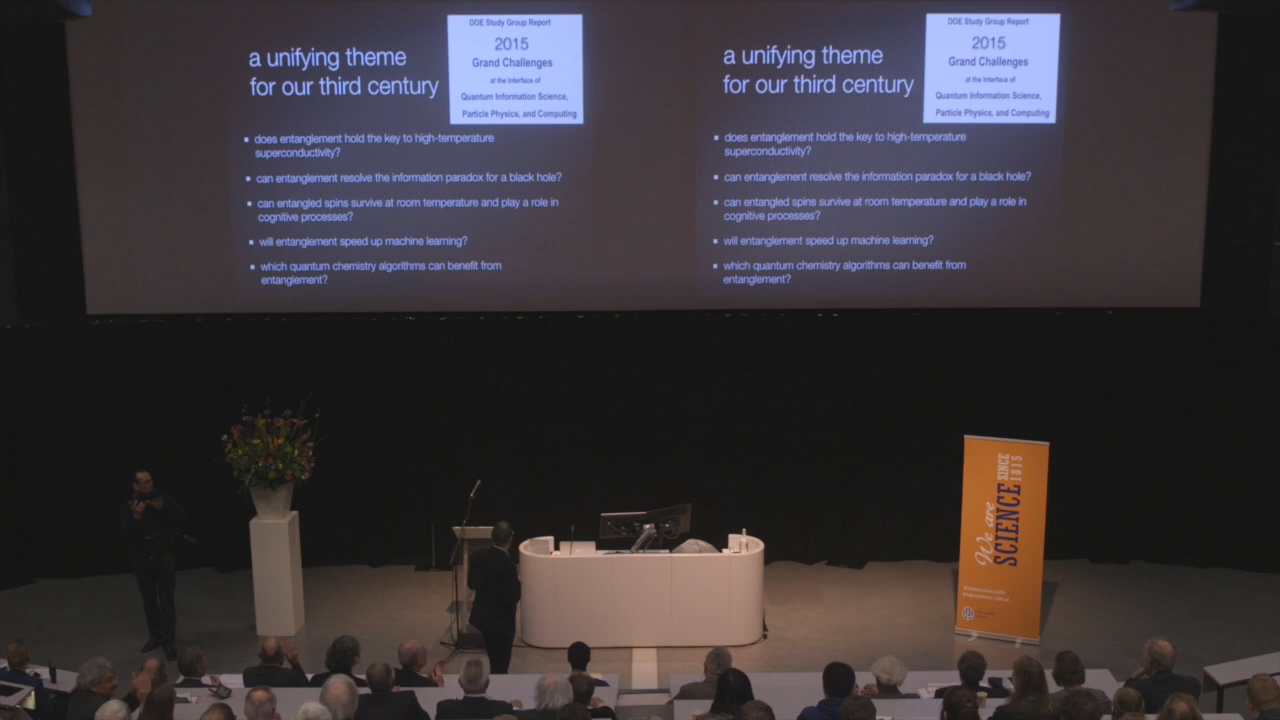 a unifying theme
for our third century
DOE Study Group Report
2015
Grand Challenges
at the Interface of
Quantum Information Science,
Particle Physics, and Computing
▪ does entanglement hold the key to high-temperature
superconductivity?
▪ can entanglement resolve the information paradox for a black hole?
▪ can entangled spins survive at room temperature and play a role in
cognitive processes?
▪ will entanglement speed up machine learning?
▪ which quantum chemistry algorithms can benefit from
entanglement?
a unifying theme
for our third century
DOE Study Group Report
2015
Grand Challenges
at the Interface of
Quantum Information Science,
Particle Physics, and Computing
▪ does entanglement hold the key to high-temperature
superconductivity?
▪ can entanglement resolve the information paradox for a black hole?
▪ can entangled spins survive at room temperature and play a role in
cognitive processes?
▪ will entanglement speed up machine learning?
▪ which quantum chemistry algorithms can benefit from
entanglement?
We are
SCIENCE
SINCE
1815